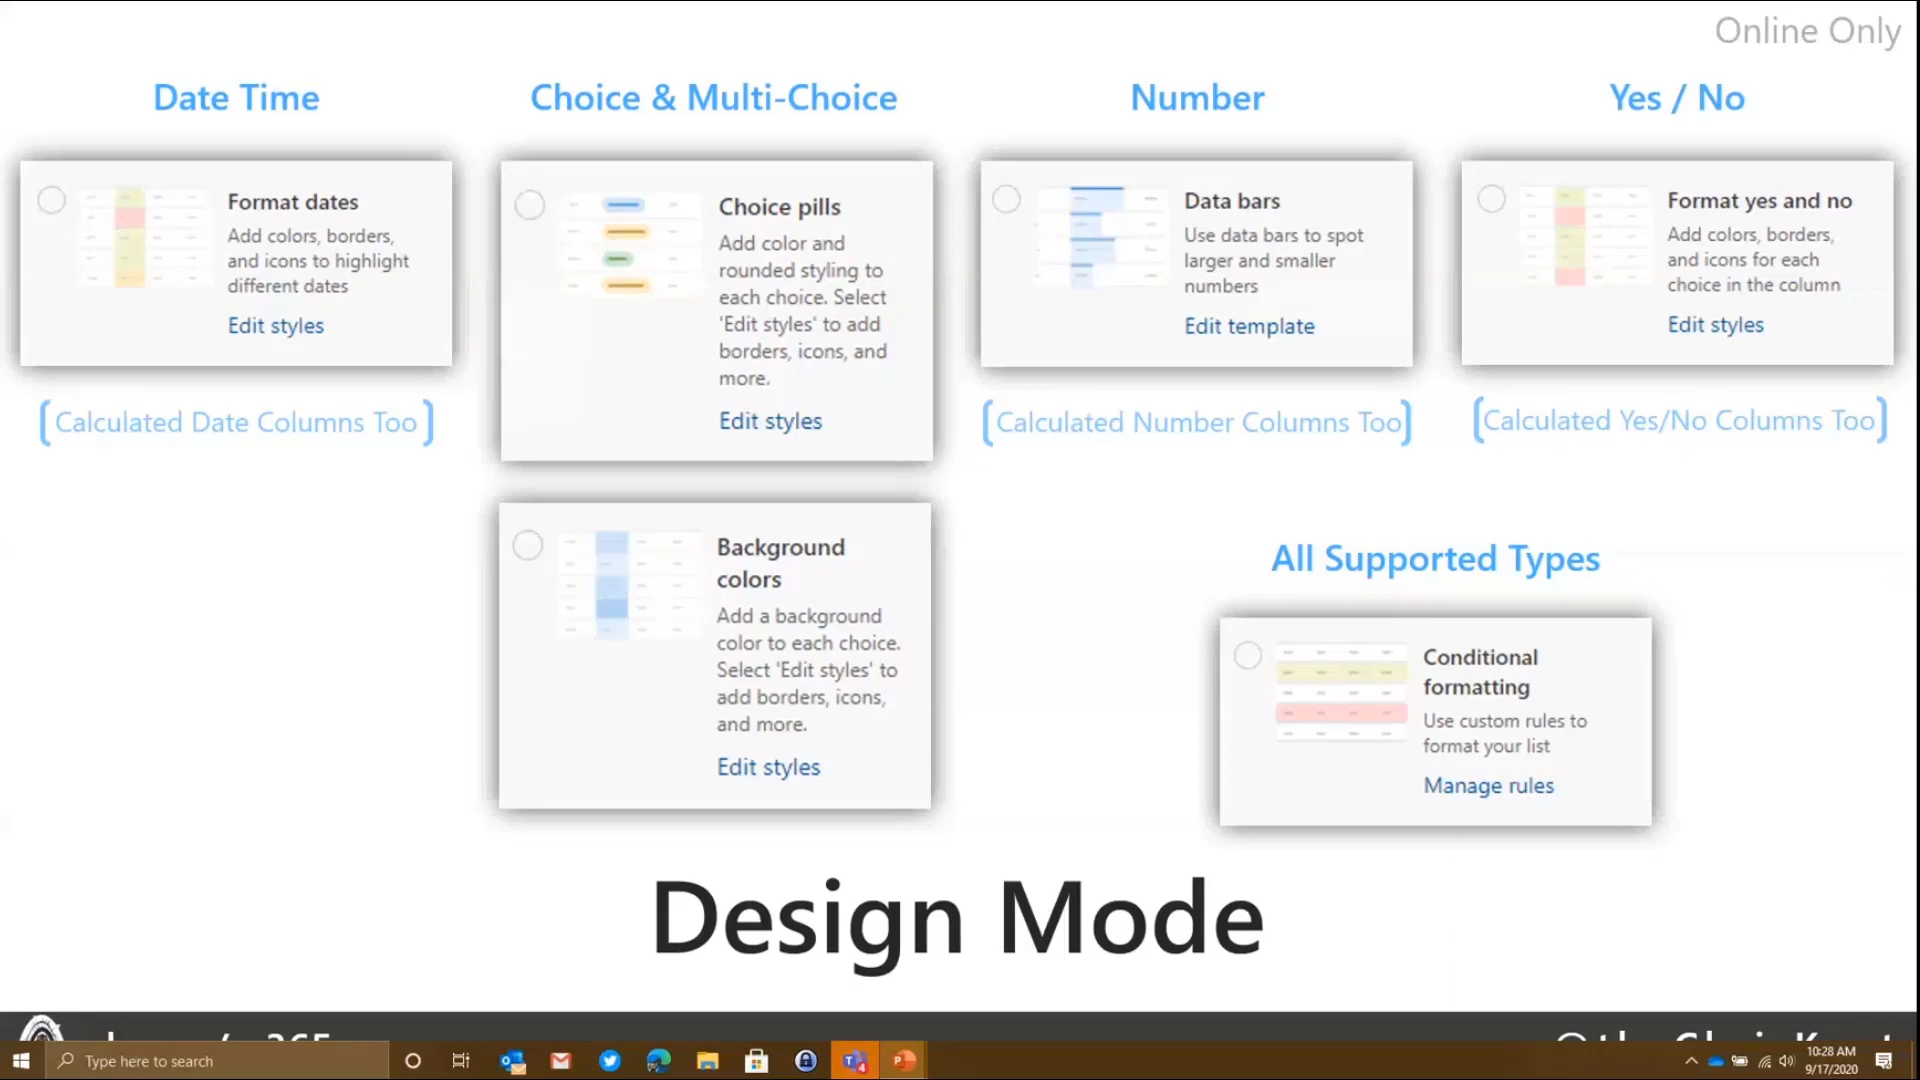 Online Only
Date Time
Format dates
Add colors, borders,
and icons to highlight
different dates
Edit styles
Calculated Date Columns Too
Choice & Multi-Choice
Choice pills
Add color and
rounded styling to
each choice. Select
'Edit styles' to add
borders, icons, and
more.
Edit styles
Background
colors
Add a background
color to each choice.
Select 'Edit styles' to
add borders, icons,
and more.
Edit styles
Number
Data bars
Use data bars to spot
larger and smaller
numbers
Edit template
Calculated Number Columns Too
Yes / No
Format yes and no
Add colors, borders,
and icons for each
choice in the column
Edit styles
Calculated Yes/No Columns Too
All Supported Types
Conditional
formatting
Use custom rules to
format your list
Manage rules
Design Mode
Type here to search
10:28 AM
9/17/2020